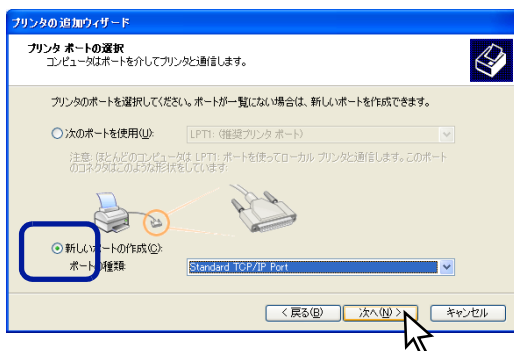 プリンタの追加ウィザード
プリンタ ポートの選択
コンピュータはポートを介してプリンタと通信します。
プリンタのポートを選択してください。ポートが一覧にない場合は、新しいポートを作成できます。
次のポートを使用(U):
LPT1: (推奨プリンタ ポート)
注意: ほとんどのコンピュータは LPT1: ポートを使ってローカル プリンタと通信します。このポート
のコネクタはこのような形状をしています:
新しいポートの作成(C):
ポートの種類:
Standard TCP/IP Port
< 戻る(B)
次へ(N) >
キャンセル